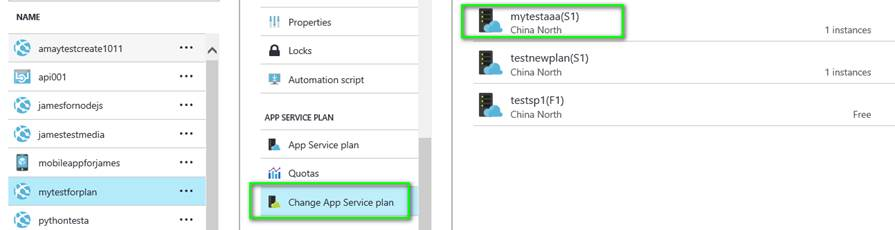 NAME
amaytestcreate1011
api001
jamesfornodejs
jamestestmedia
mobileappforjames
mytestforplan
pythontesta
Properties
Locks
Automation script
APP SERVICE PLAN
App Service plan
Quotas
Change App Service plan
mytestaaa(S1)
China North
1 instances
testnewplan(S1)
China North
1 instances
testsp1(F1)
China North
Free